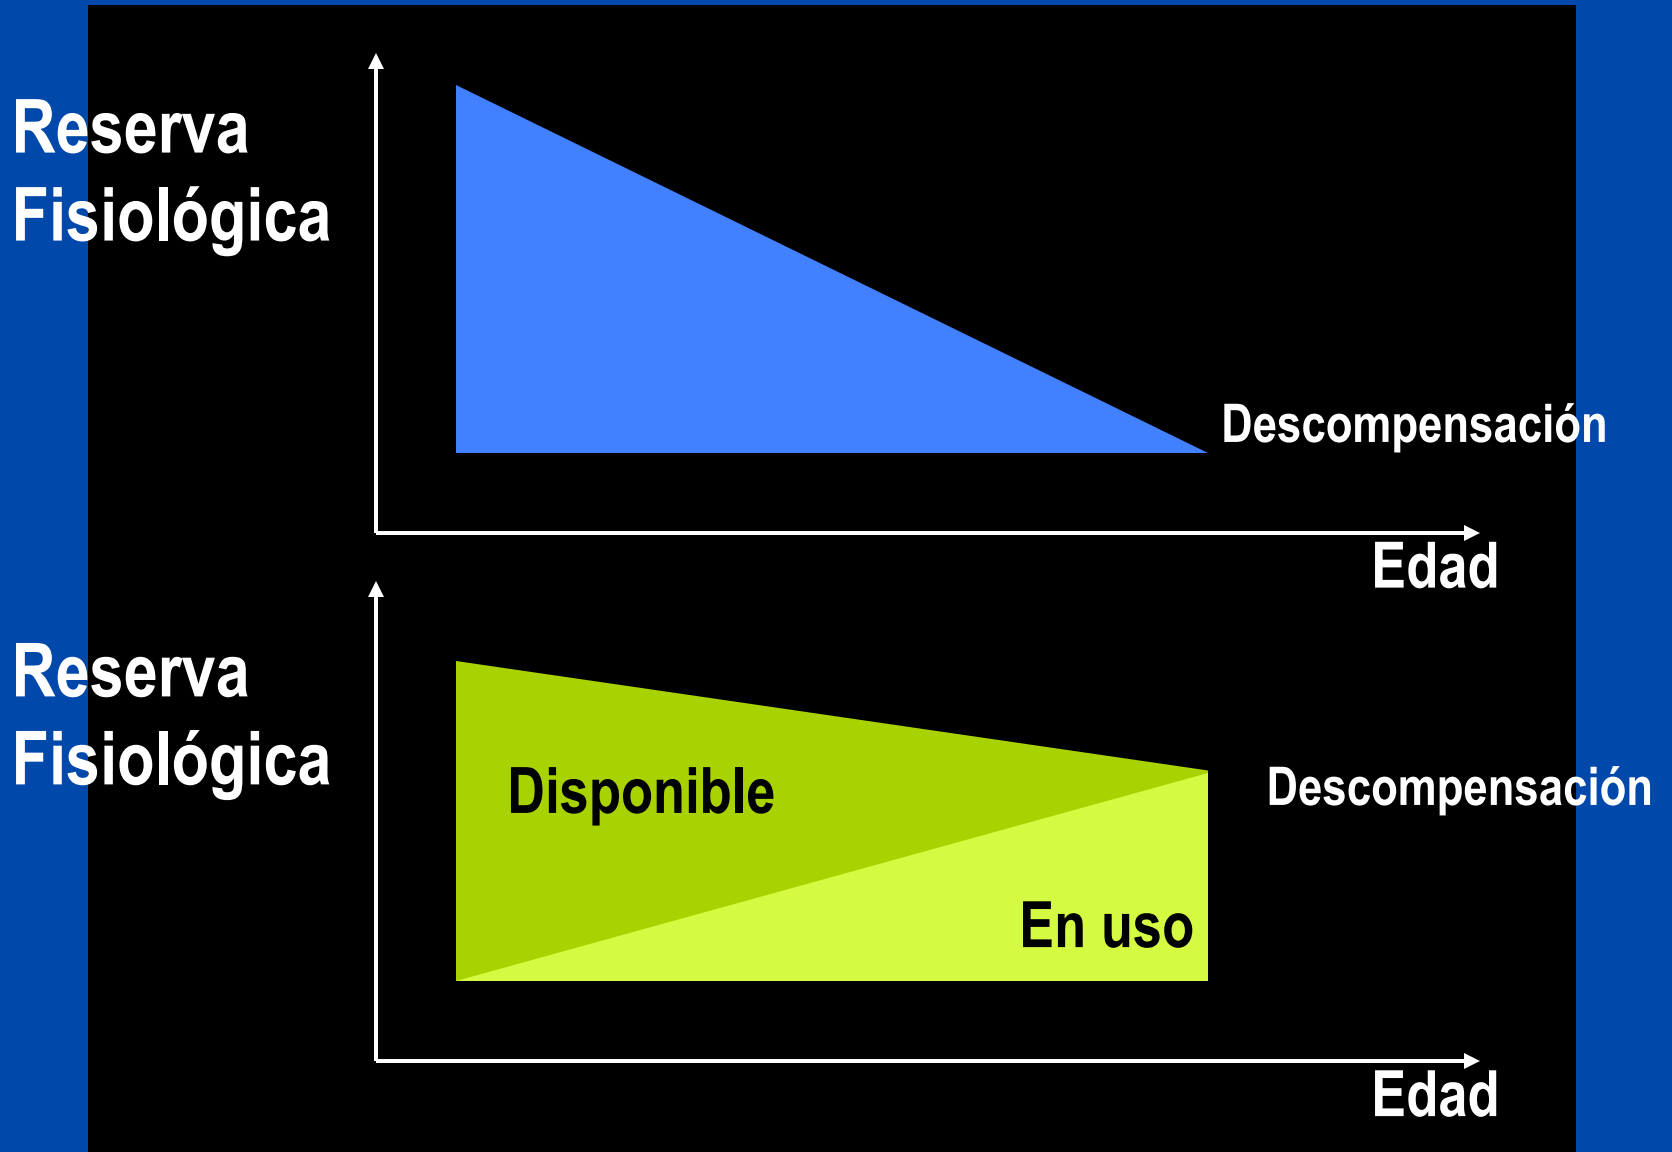 Reserva
Fisiológica
Descompensación
Edad
Reserva
Fisiológica
Disponible
Descompensación
En uso
Edad